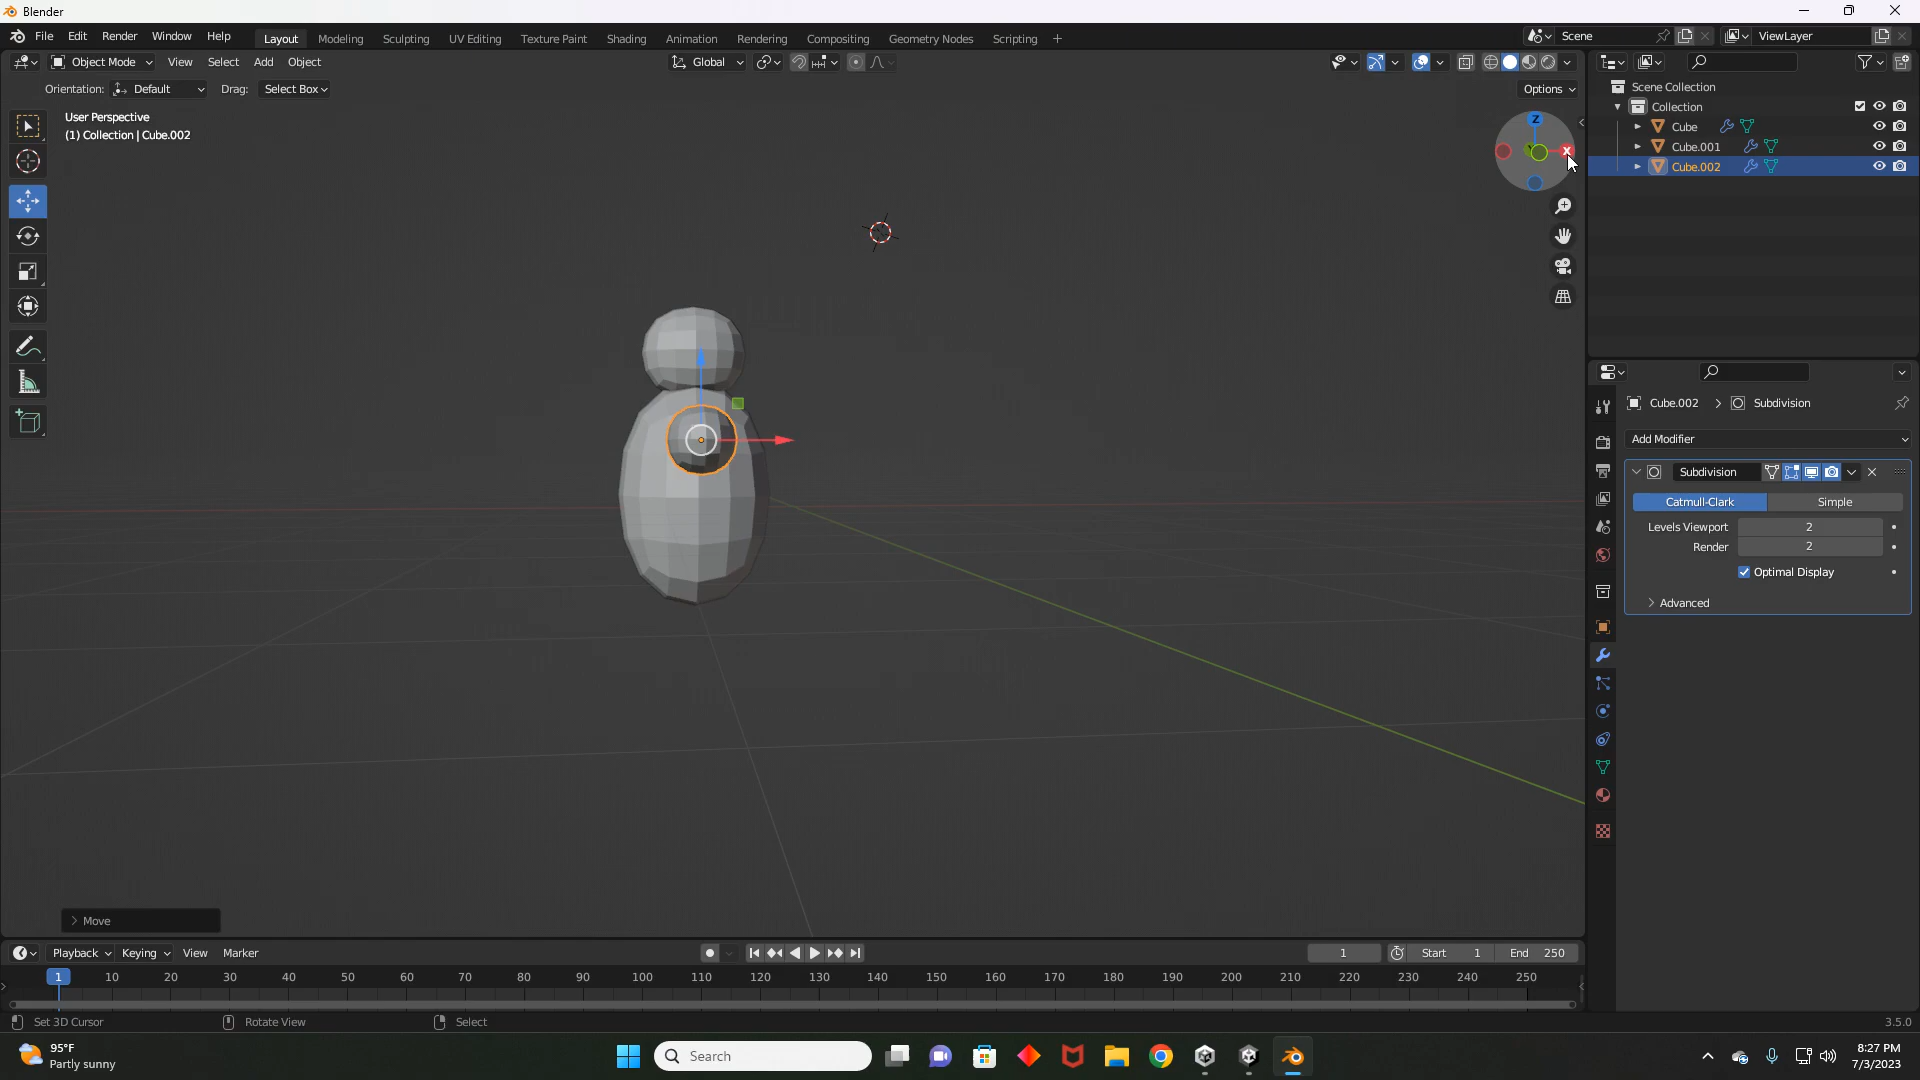 Blender
File Edit Render Window Help Layout Modeling Sculpting UV Editing Texture Paint Shading Animation Rendering Compositing Geometry Nodes Scripting + Scene ViewLayer
Object Mode View Select Add Object Global
Orientation: Default Drag: Select Box Options
User Perspective
(1) Collection | Cube.002
Z
X
Scene Collection
Collection
Cube
Cube.001
Cube.002
Cube.002 > Subdivision
Add Modifier
Subdivision
Catmull-Clark Simple
Levels Viewport 2
Render 2
Optimal Display
Advanced
Move
Playback Keying View Marker 1 Start 1 End 250
1 10 20 30 40 50 60 70 80 90 100 110 120 130 140 150 160 170 180 190 200 210 220 230 240 250
Set 3D Cursor Rotate View Select 3.5.0
95°F
Partly sunny
Search
8:27 PM
7/3/2023